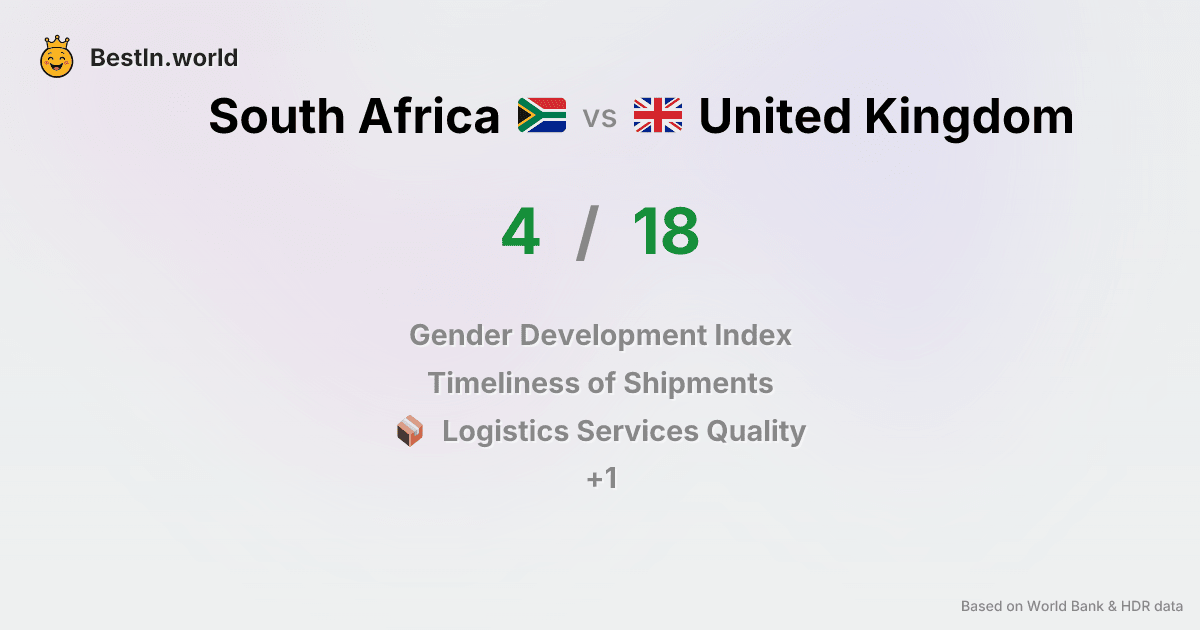 BestIn.world
South Africa vs United Kingdom
4 / 18
Gender Development Index
Timeliness of Shipments
Logistics Services Quality
+1
Based on World Bank & HDR data